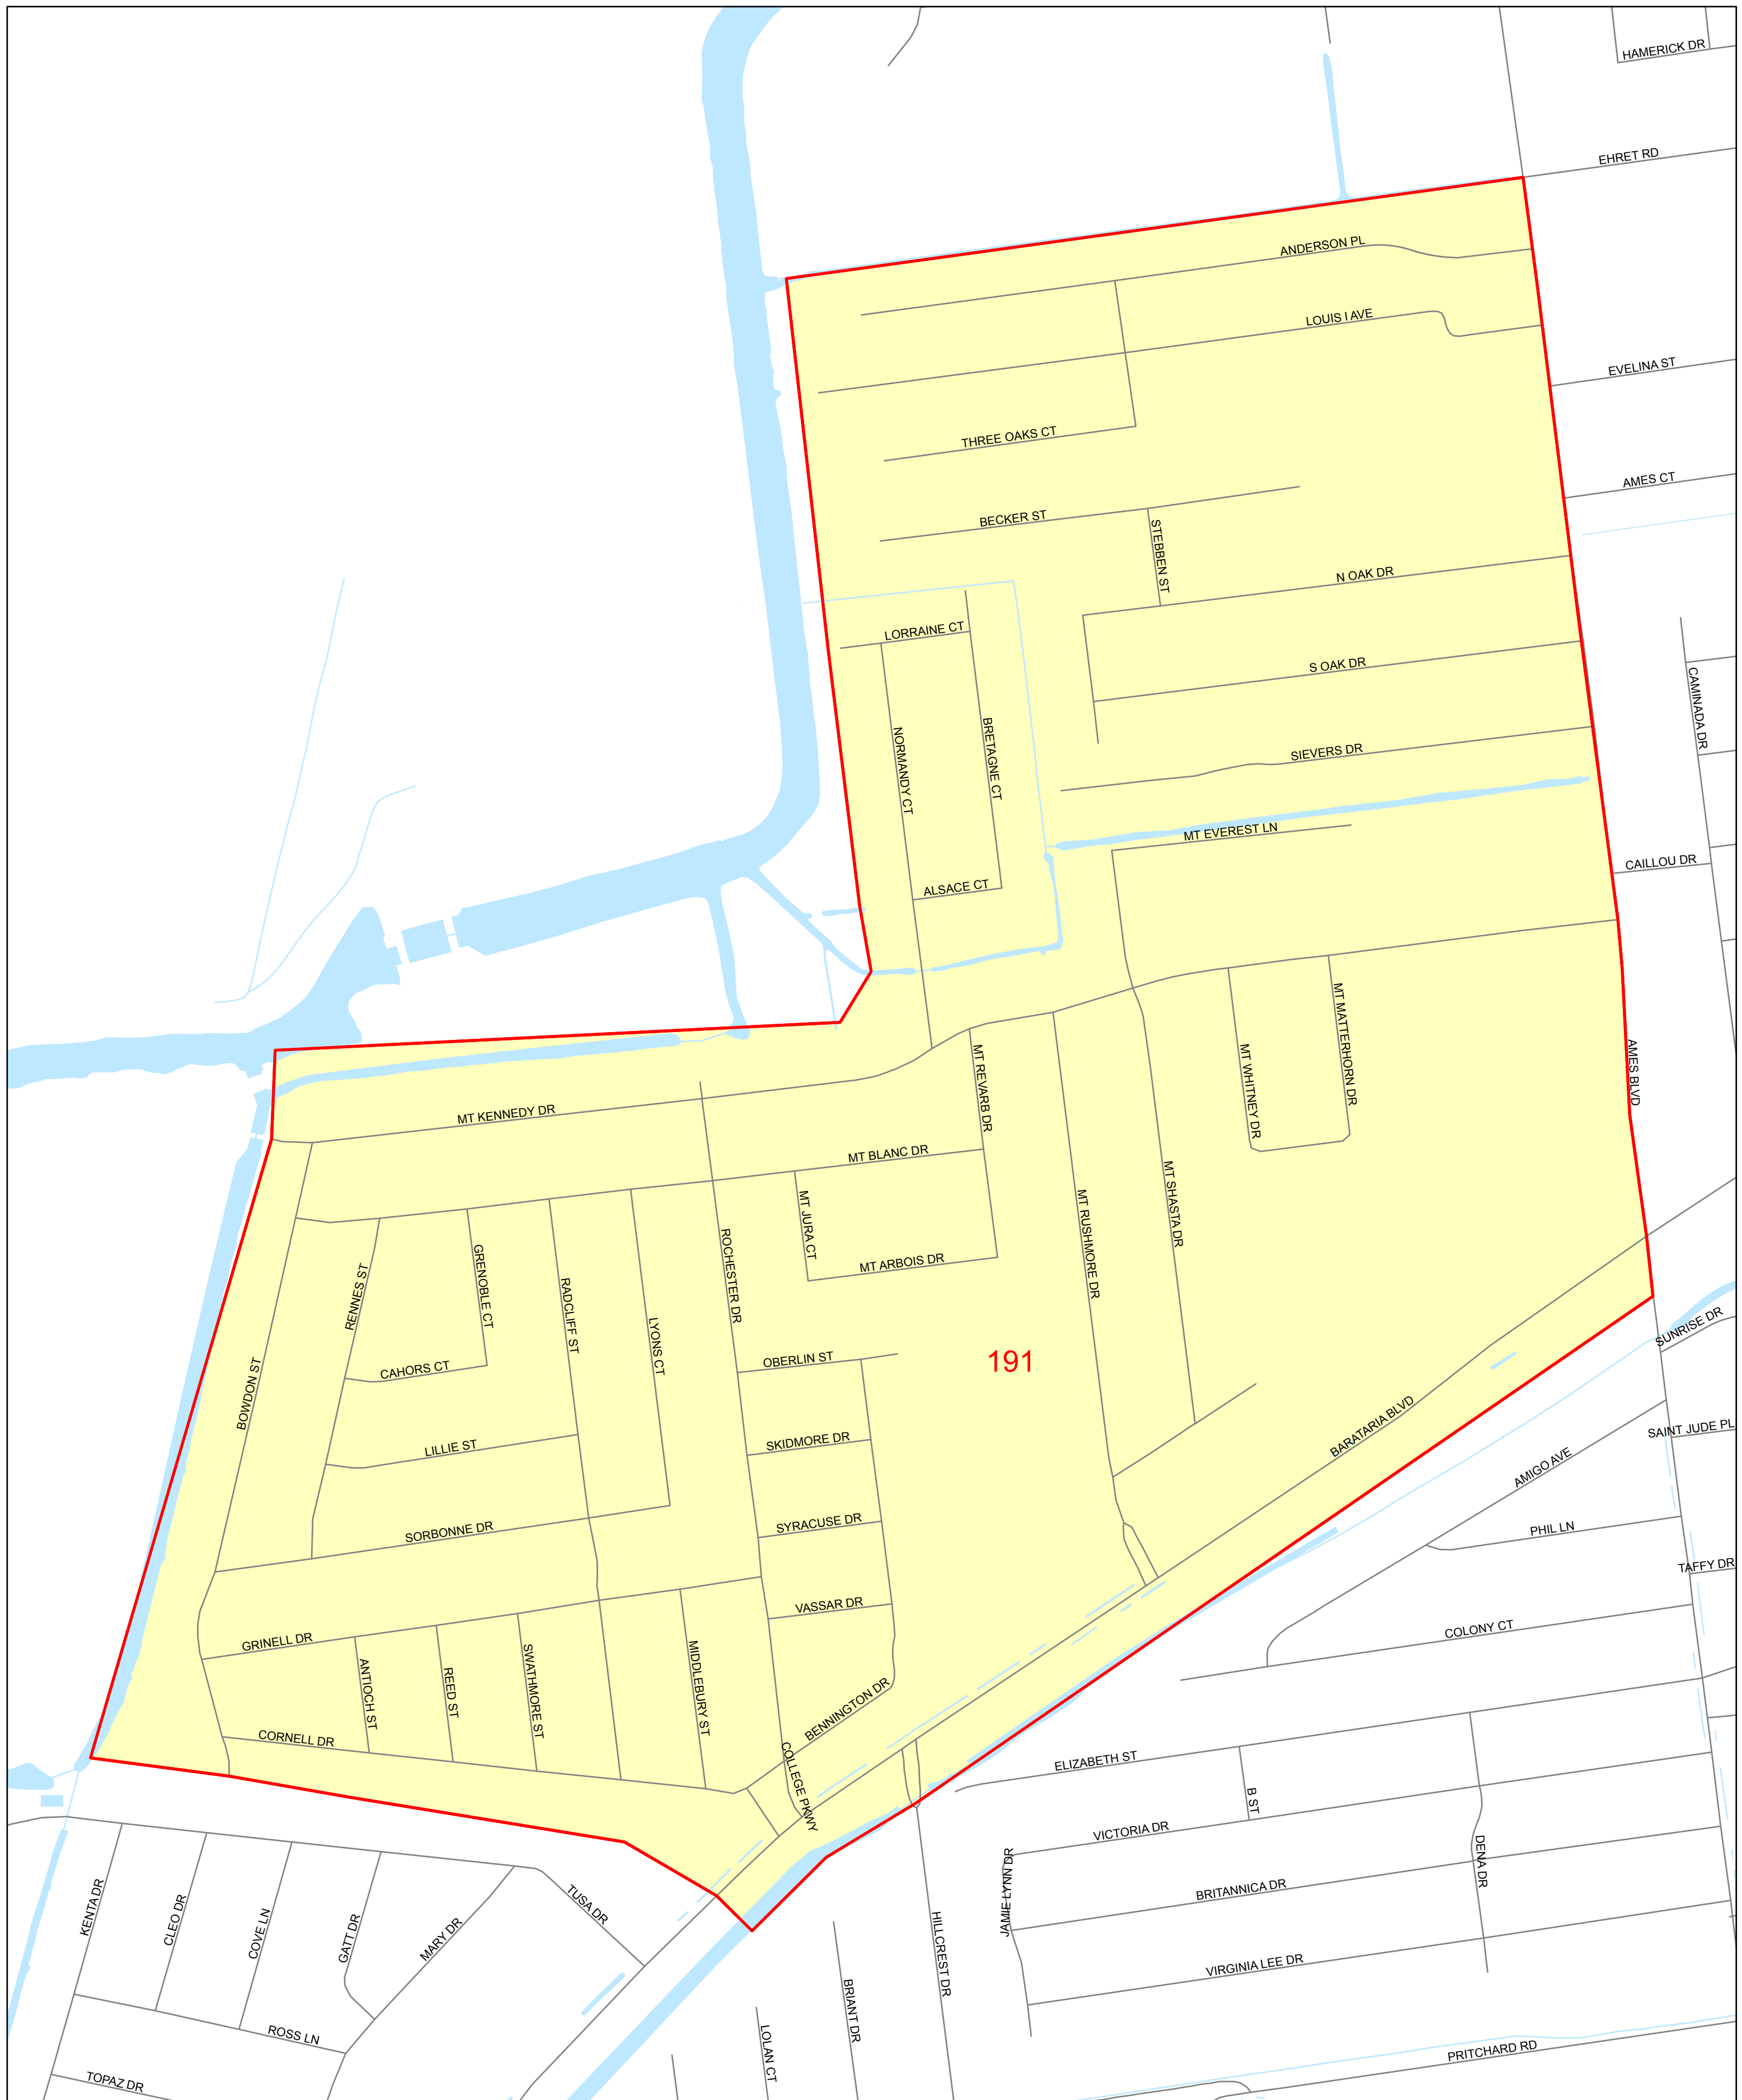 HAMERICK DR
EHRET RD
ANDERSON PL
LOUIS I AVE
EVELINA ST
THREE OAKS CT
AMES CT
BECKER ST
STEBBEN ST
N OAK DR
LORRAINE CT
S OAK DR
CAMINADA DR
NORMANDY CT
BRETAGNE CT
SIEVERS DR
MT EVEREST LN
CAILLOU DR
ALSACE CT
MT KENNEDY DR
MT REVARB DR
MT WHITNEY DR
MT MATTERHORN DR
AMES BLVD
MT BLANC DR
MT JURA CT
MT RUSHMORE DR
MT SHASTA DR
MT ARBOIS DR
ROCHESTER DR
RENNES ST
GRENOBLE CT
RADCLIFF ST
LYONS CT
CAHORS CT
OBERLIN ST
191
SUNRISE DR
BOWDON ST
LILLIE ST
SKIDMORE DR
BARATARIA BLVD
SAINT JUDE PL
AMIGO AVE
SORBONNE DR
SYRACUSE DR
PHIL LN
TAFFY DR
VASSAR DR
GRINELL DR
COLONY CT
ANTIOCH ST
REED ST
SWATHMORE ST
MIDDLEBURY ST
BENNINGTON DR
CORNELL DR
COLLEGE PKWY
ELIZABETH ST
B ST
VICTORIA DR
DENA DR
JAMIE LYNN DR
BRITANNICA DR
KENTA DR
CLEO DR
COVE LN
GATT DR
MARY DR
TUSA DR
HILLCREST DR
VIRGINIA LEE DR
BRIANT DR
LOLAN CT
ROSS LN
PRITCHARD RD
TOPAZ DR